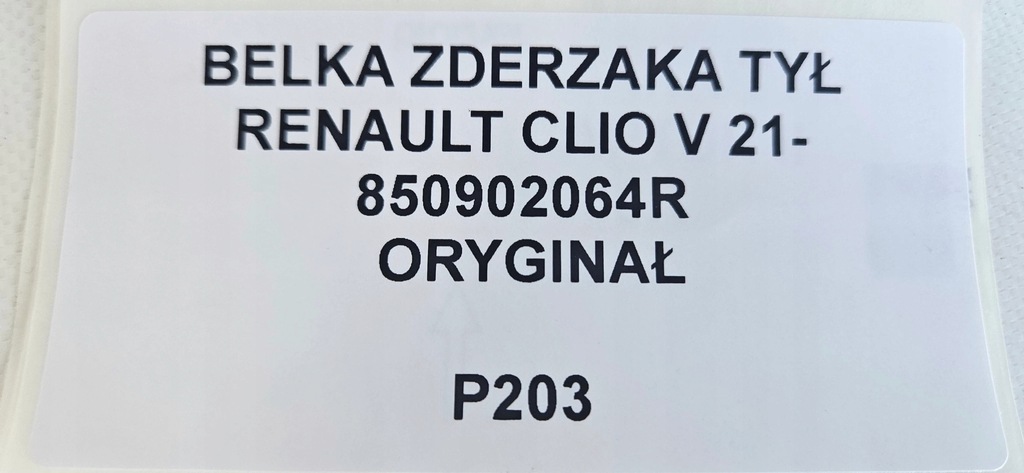 BELKA ZDERZAKA TYŁ
RENAULT CLIO V 21-
850902064R
ORYGINAŁ
P203